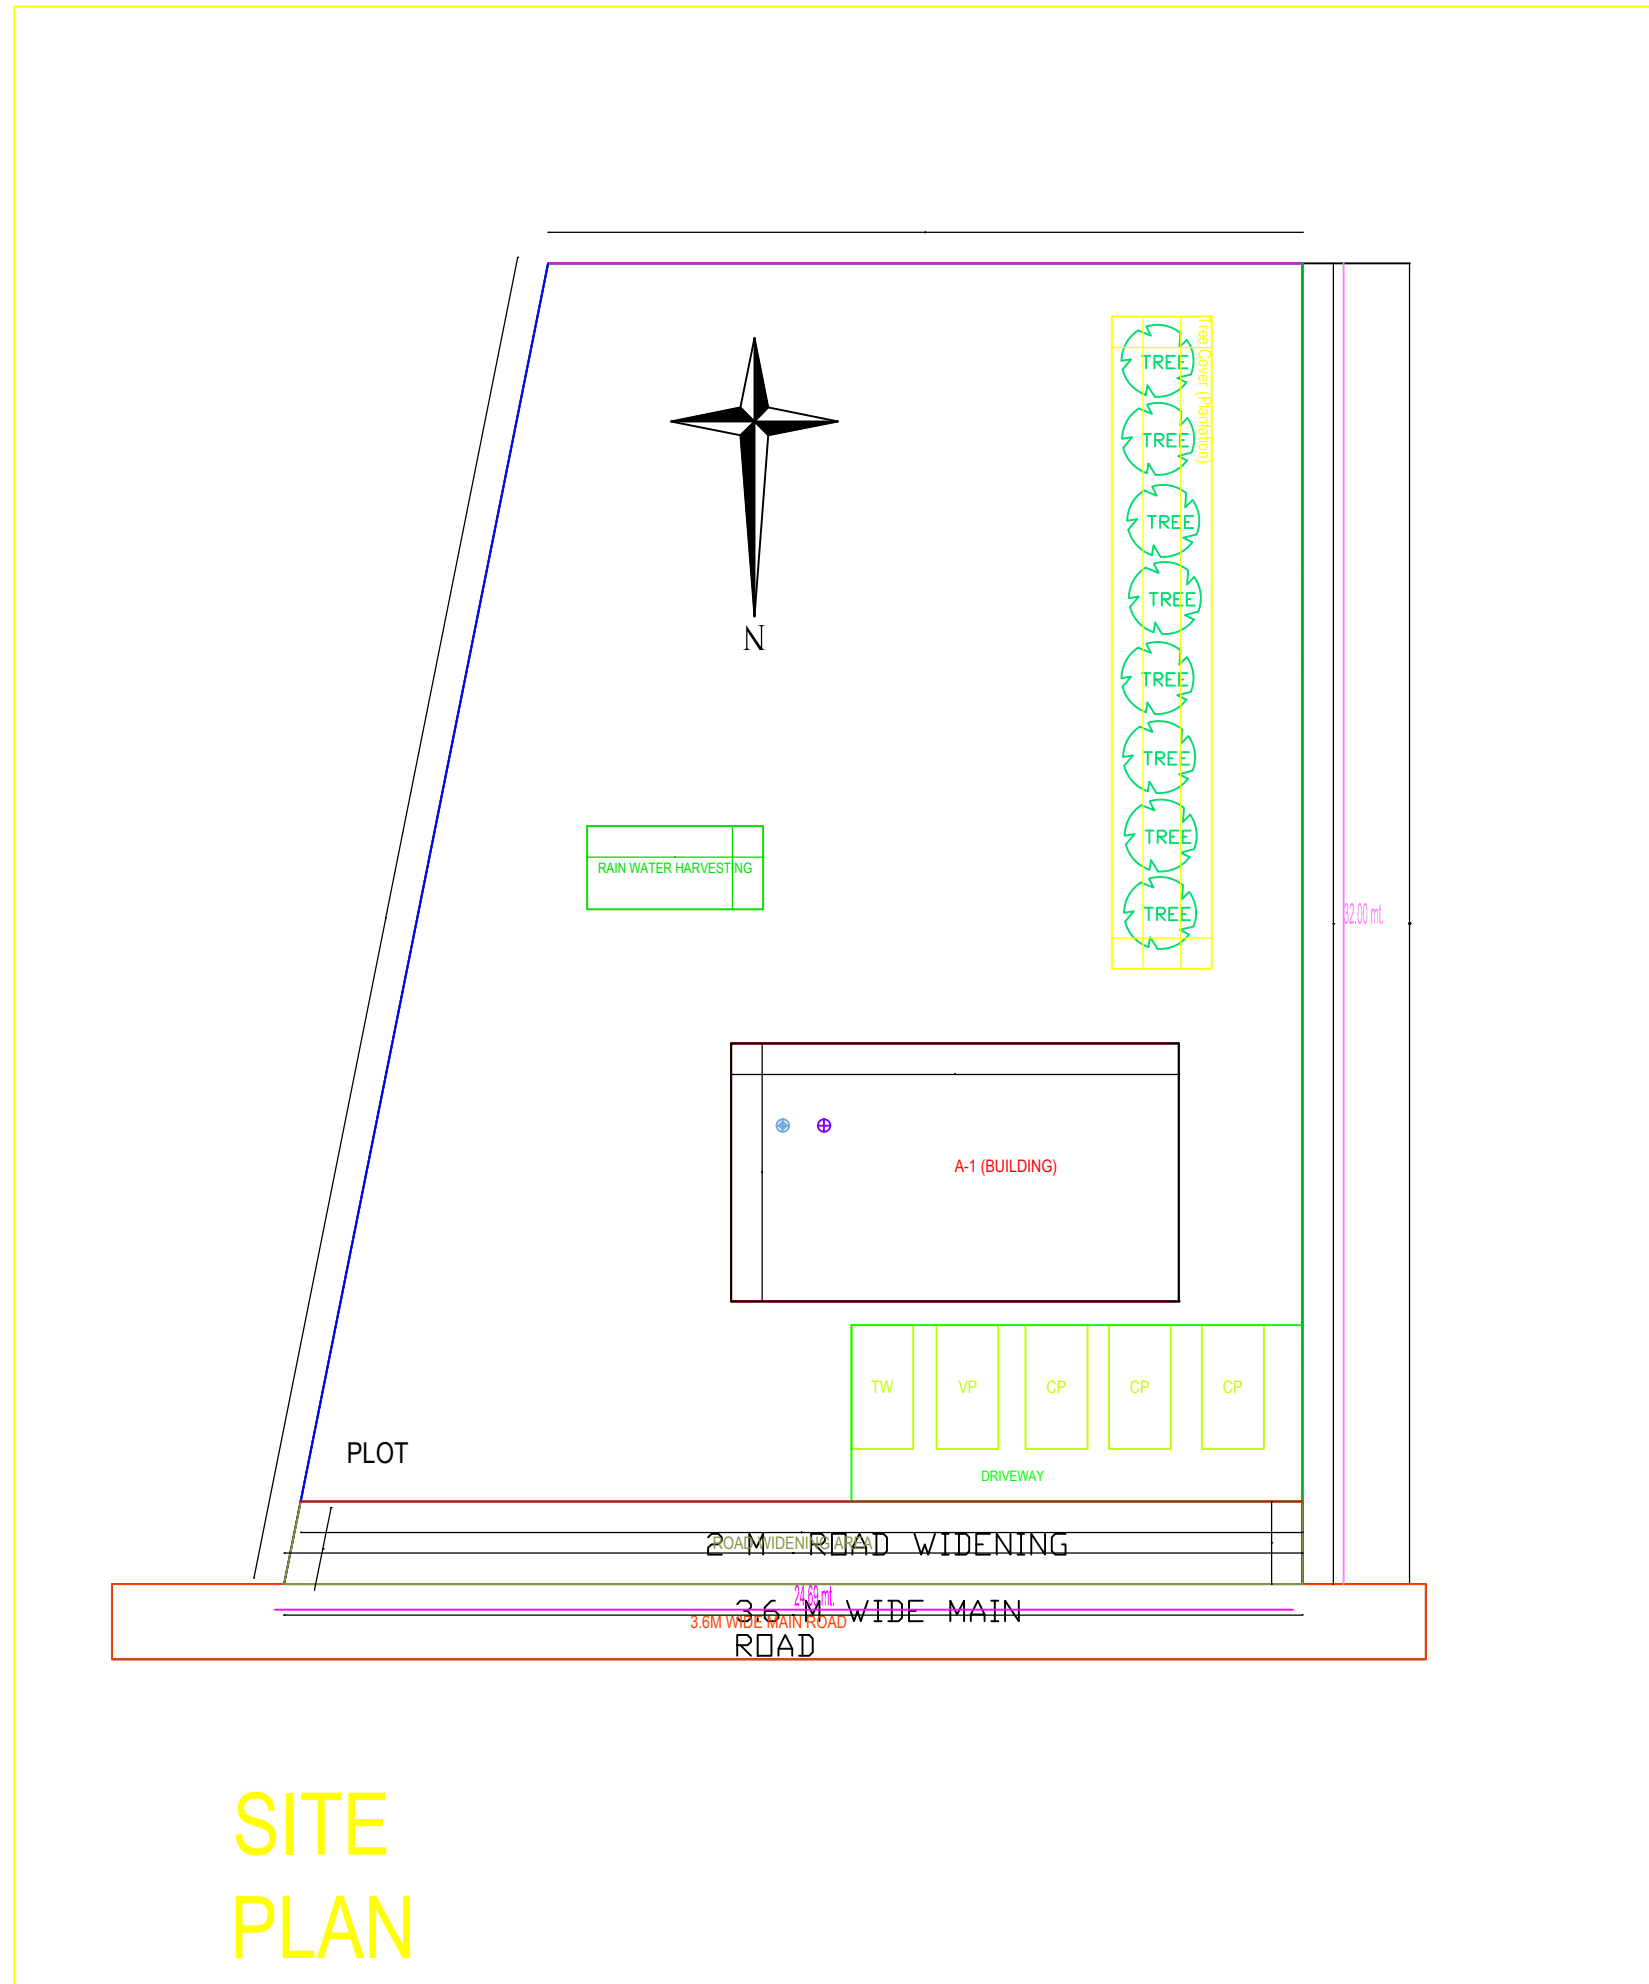 TREE
Tree Cover (Plantation)
TREE
TREE
TREE
N
TREE
TREE
TREE
RAIN WATER HARVESTING
TREE
32.00 mt.
A-1 (BUILDING)
TW
VP
CP
CP
CP
PLOT
DRIVEWAY
2 M ROAD WIDENING
ROAD WIDENING AREA
24.69 mt.
3.6 M WIDE MAIN
ROAD
3.6M WIDE MAIN ROAD
SITE
PLAN